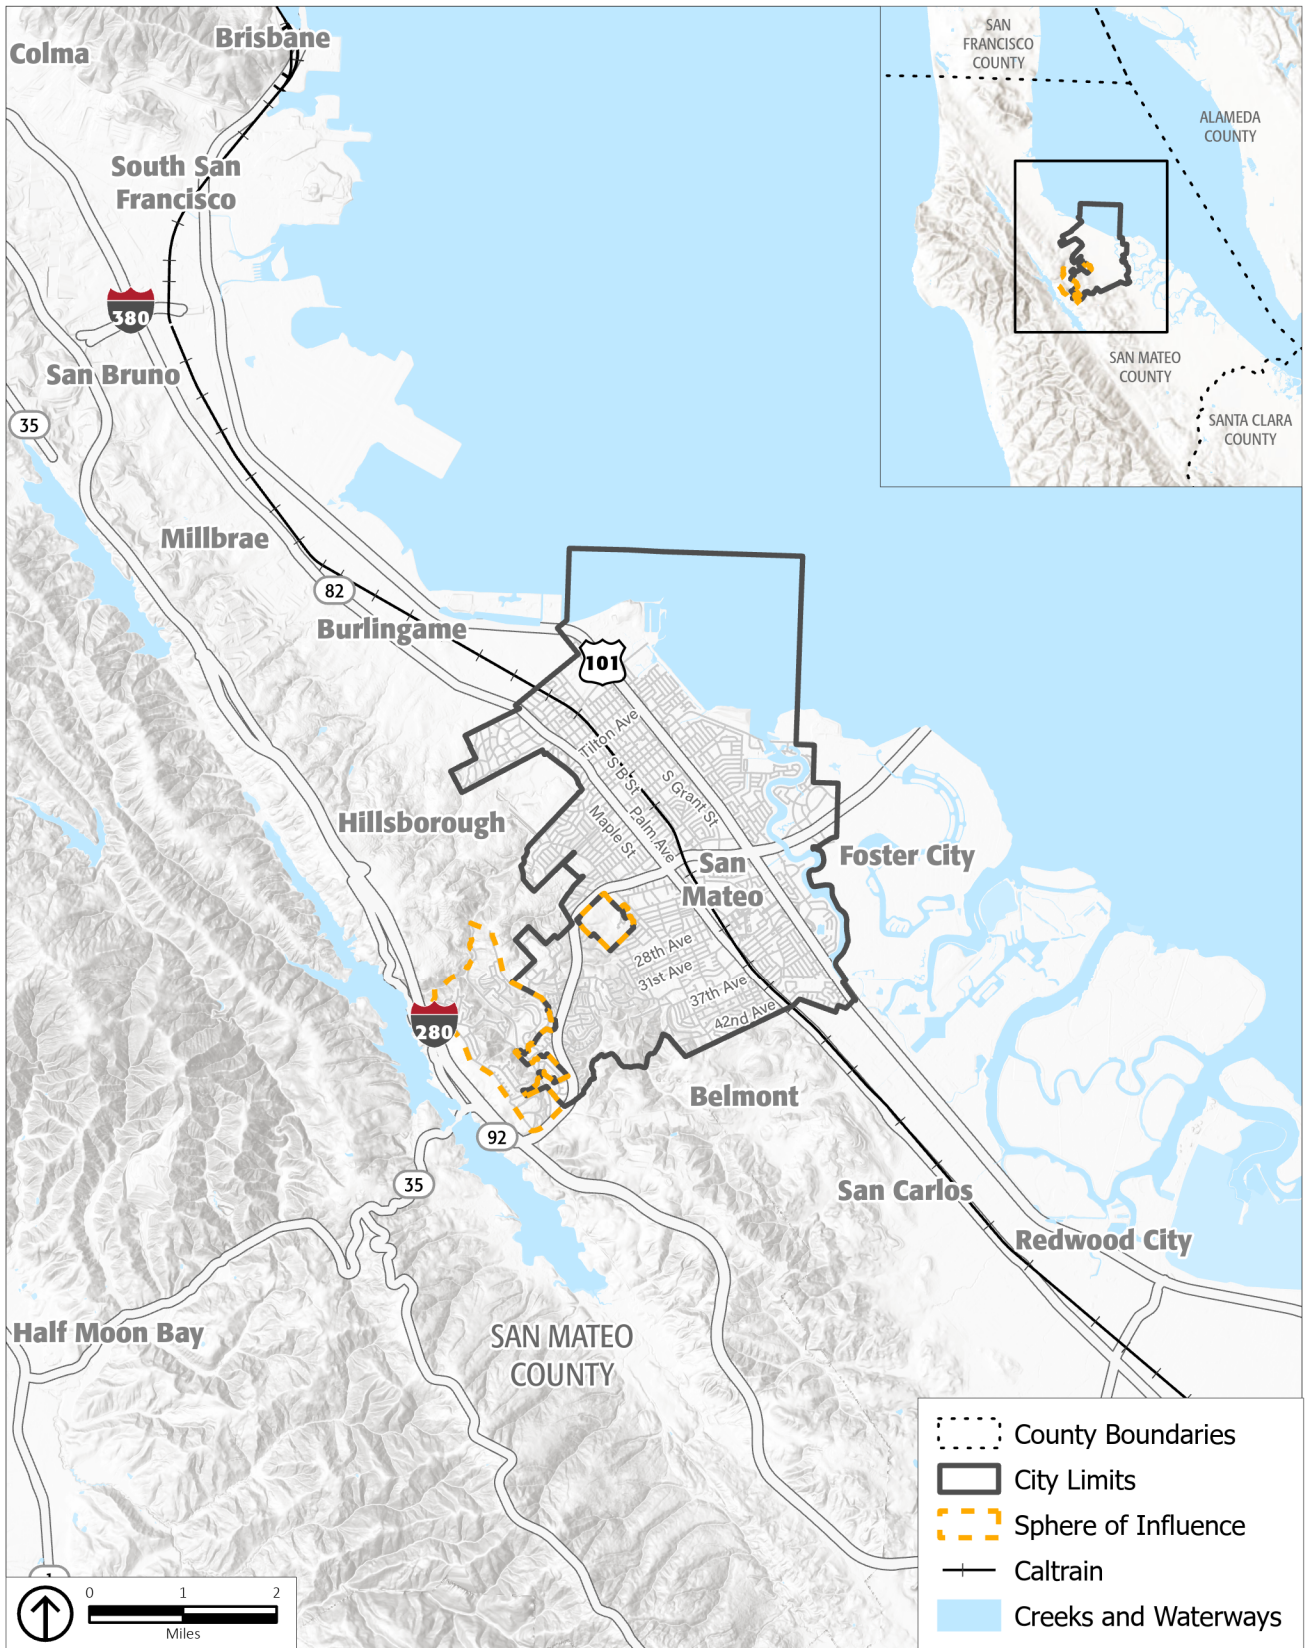 Colma
Brisbane
South San
Francisco
380
San Bruno
35
Millbrae
82
Burlingame
101
Tilton Ave
S B St
S Grant St
Palm Ave
Maple St
Hillsborough
San
Mateo
Foster City
28th Ave
31st Ave
37th Ave
42nd Ave
280
Belmont
92
35
San Carlos
Redwood City
Half Moon Bay
SAN MATEO
COUNTY
1
SAN
FRANCISCO
COUNTY
ALAMEDA
COUNTY
SAN MATEO
COUNTY
SANTA CLARA
COUNTY
County Boundaries
City Limits
Sphere of Influence
Caltrain
Creeks and Waterways
0 1 2
Miles